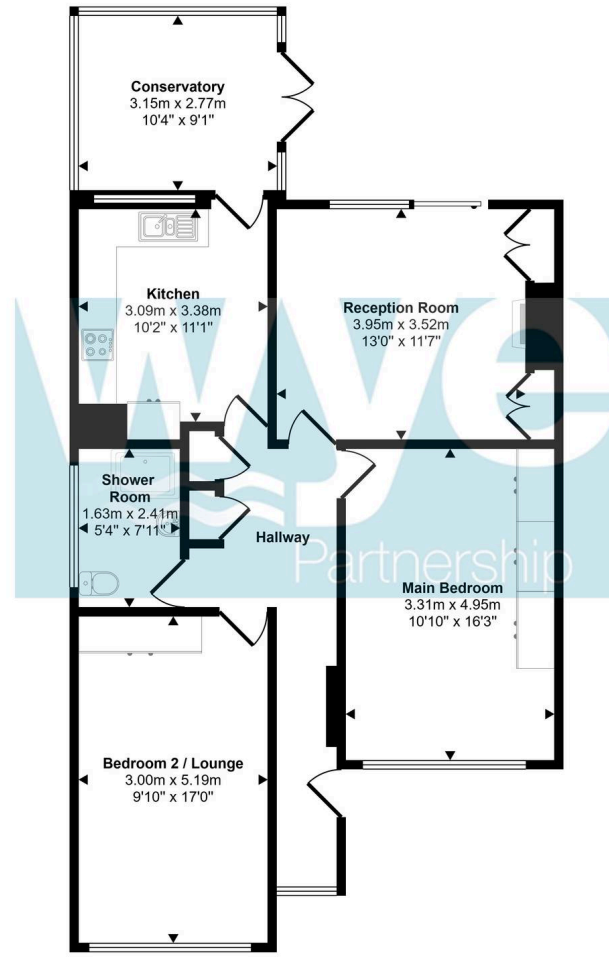 Conservatory
3.15m x 2.77m
10'4" x 9'1"
Kitchen
3.09m x 3.38m
10'2" x 11'1"
Reception Room
3.95m x 3.52m
13'0" x 11'7"
wye
Partnership
Shower
Room
1.63m x 2.41m
5'4" x 7'11"
Hallway
Main Bedroom
3.31m x 4.95m
10'10" x 16'3"
Bedroom 2 / Lounge
3.00m x 5.19m
9'10" x 17'0"